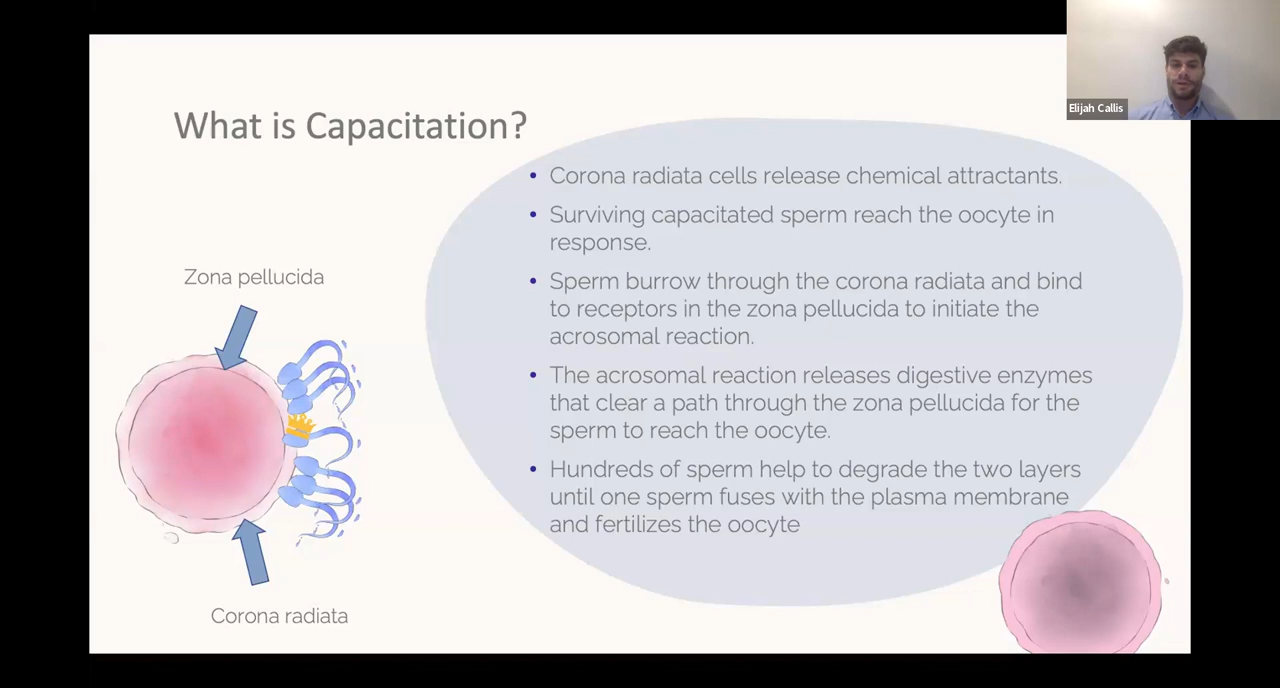 Elijah Callis
What is Capacitation?
Corona radiata cells release chemical attractants.
Surviving capacitated sperm reach the oocyte in
response.
Sperm burrow through the corona radiata and bind
to receptors in the zona pellucida to initiate the
acrosomal reaction.
The acrosomal reaction releases digestive enzymes
that clear a path through the zona pellucida for the
sperm to reach the oocyte.
Hundreds of sperm help to degrade the two layers
until one sperm fuses with the plasma membrane
and fertilizes the oocyte
Zona pellucida
Corona radiata